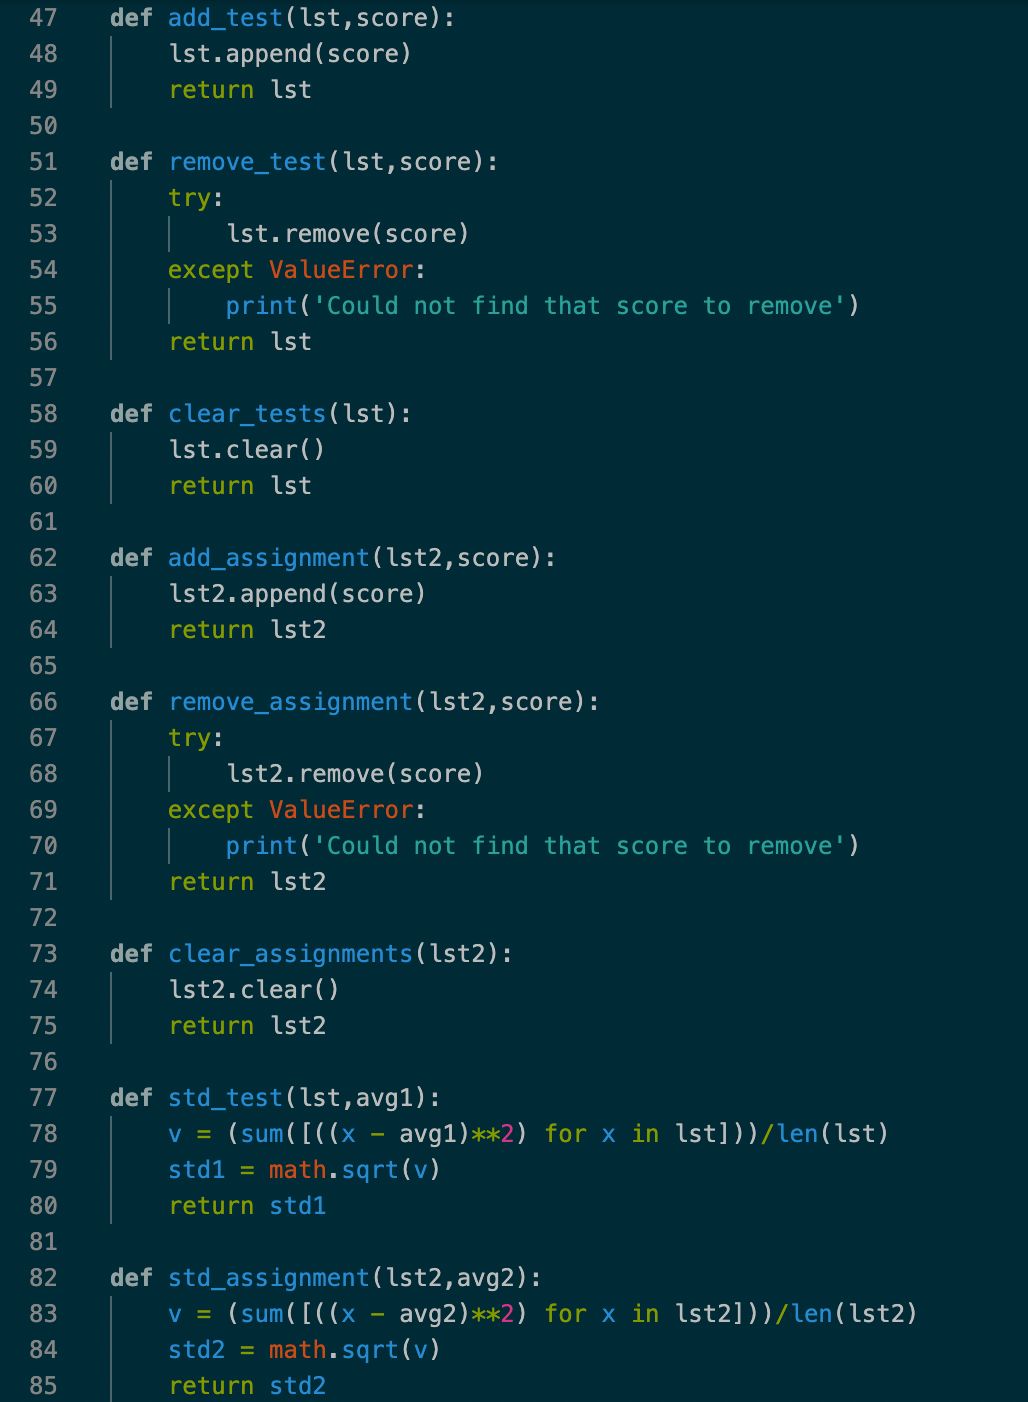 47 def add_test(lst,score):
48     lst.append(score)
49     return lst
50
51 def remove_test(lst,score):
52     try:
53         lst.remove(score)
54     except ValueError:
55         print('Could not find that score to remove')
56     return lst
57
58 def clear_tests(lst):
59     lst.clear()
60     return lst
61
62 def add_assignment(lst2,score):
63     lst2.append(score)
64     return lst2
65
66 def remove_assignment(lst2,score):
67     try:
68         lst2.remove(score)
69     except ValueError:
70         print('Could not find that score to remove')
71     return lst2
72
73 def clear_assignments(lst2):
74     lst2.clear()
75     return lst2
76
77 def std_test(lst,avg1):
78     v = (sum([((x - avg1)**2) for x in lst]))/len(lst)
79     std1 = math.sqrt(v)
80     return std1
81
82 def std_assignment(lst2,avg2):
83     v = (sum([((x - avg2)**2) for x in lst2]))/len(lst2)
84     std2 = math.sqrt(v)
85     return std2